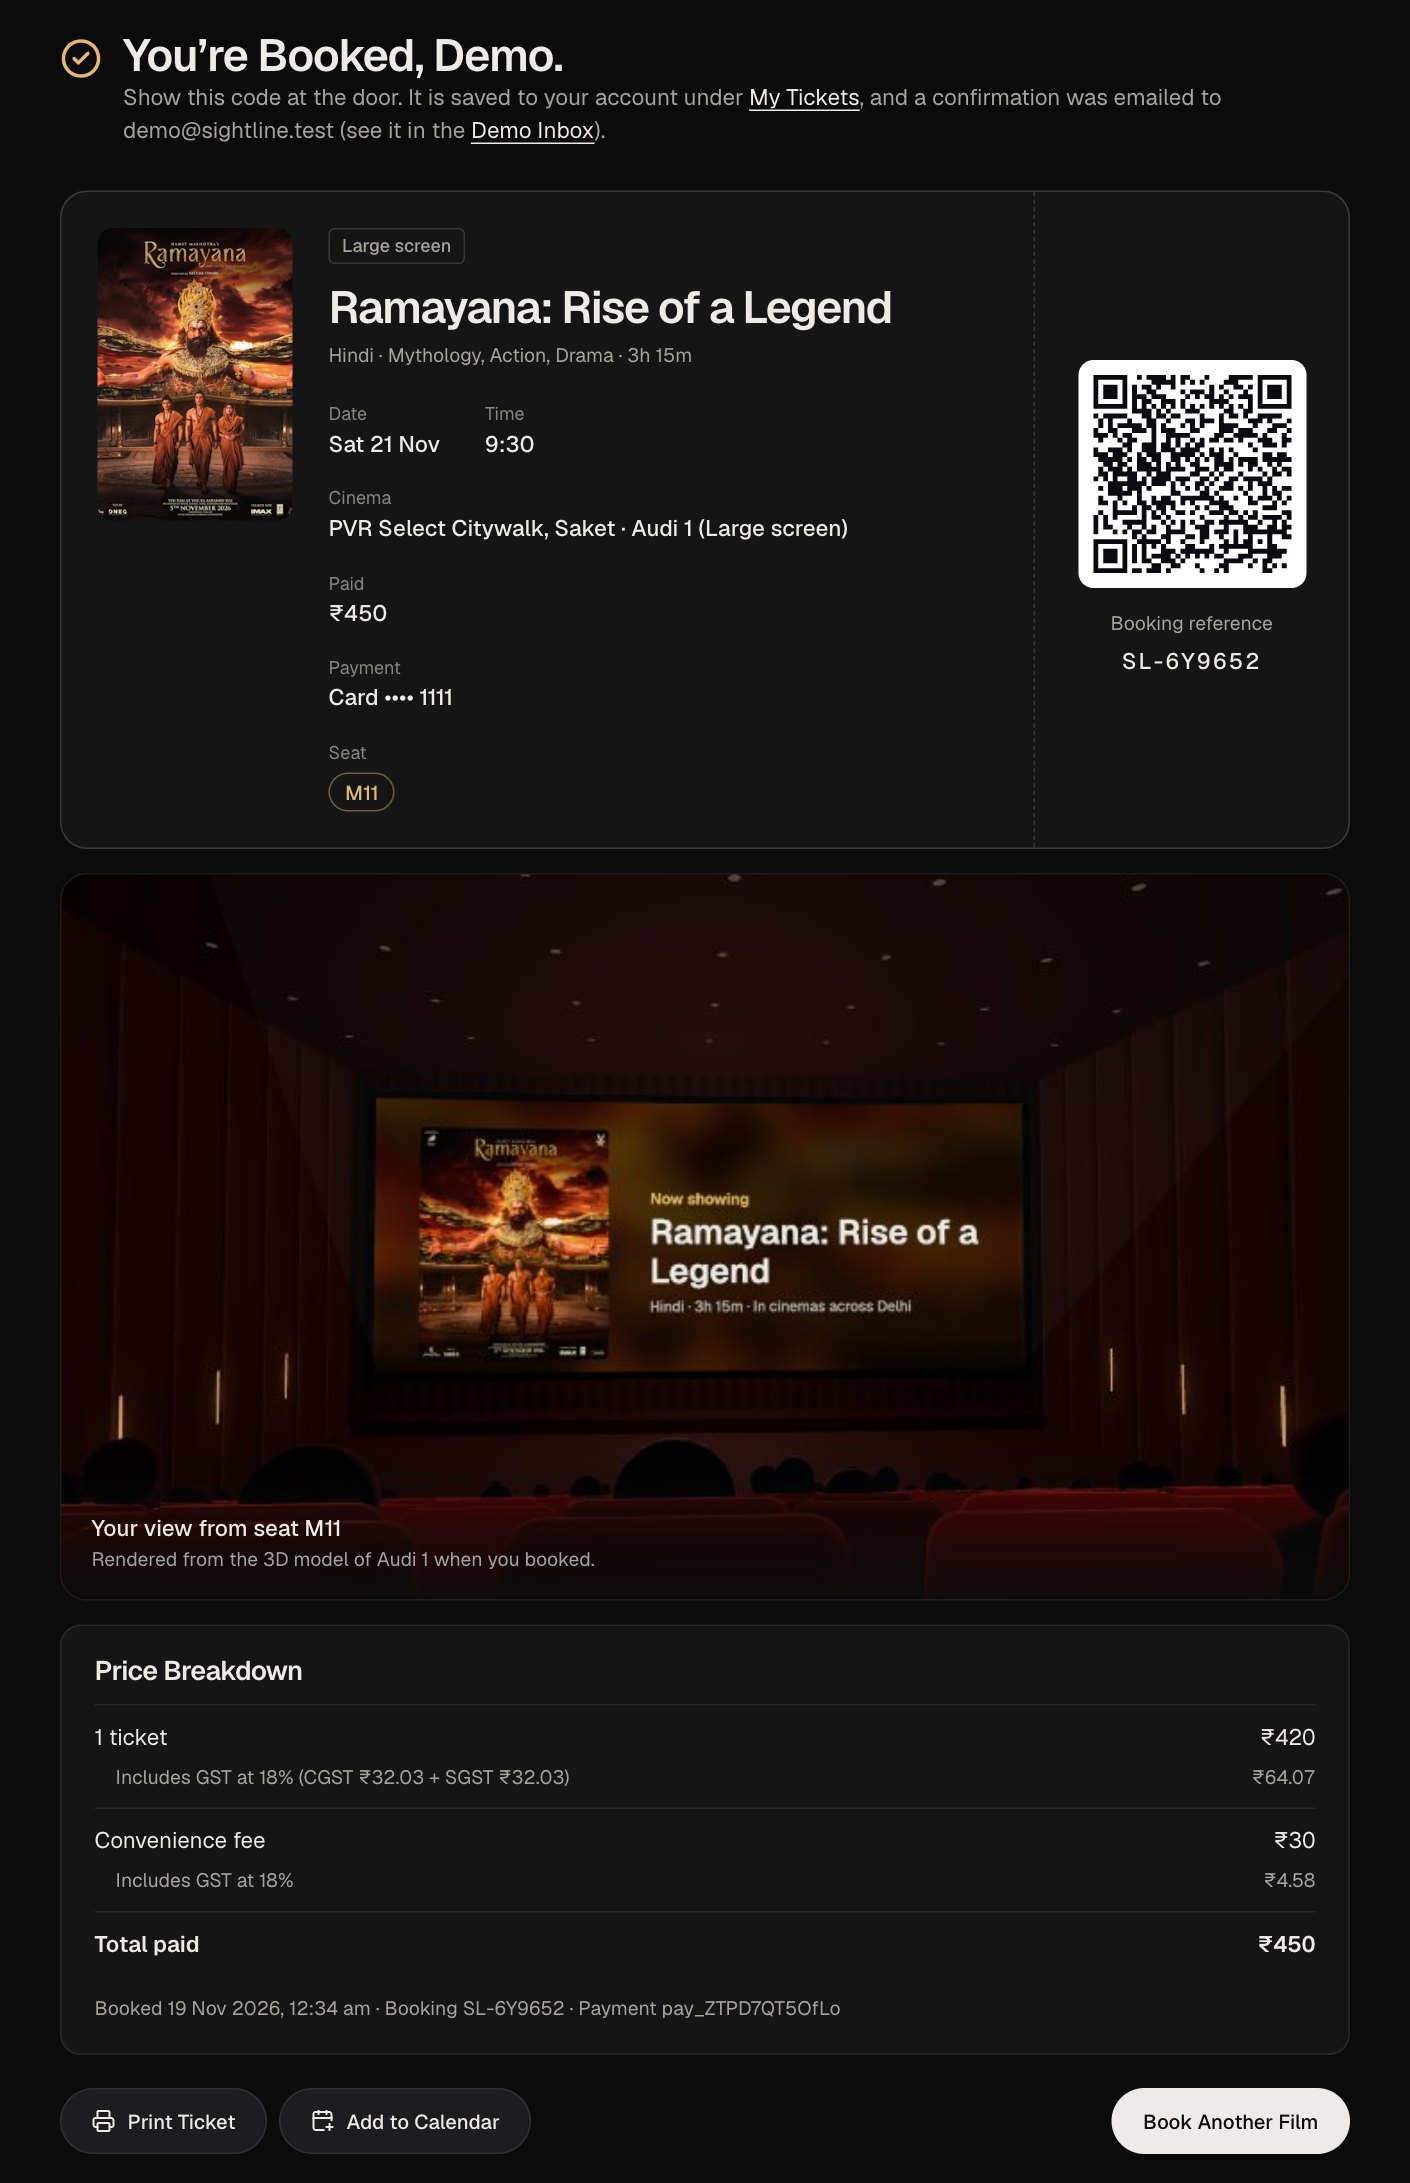 You're Booked, Demo.
Show this code at the door. It is saved to your account under My Tickets, and a confirmation was emailed to
demo@sightline.test (see it in the Demo Inbox).
NAMIT MALHOTRA'S
Ramayana
5TH NOVEMBER 2026
DNEG
IMAX
Large screen
Ramayana: Rise of a Legend
Hindi · Mythology, Action, Drama · 3h 15m
Date
Time
Sat 21 Nov
9:30
Cinema
PVR Select Citywalk, Saket · Audi 1 (Large screen)
Paid
₹450
Payment
Card •••• 1111
Seat
M11
Booking reference
SL-6Y9652
Ramayana
Now showing
Ramayana: Rise of a
Legend
Hindi · 3h 15m · In cinemas across Delhi
Your view from seat M11
Rendered from the 3D model of Audi 1 when you booked.
Price Breakdown
1 ticket
₹420
Includes GST at 18% (CGST ₹32.03 + SGST ₹32.03)
₹64.07
Convenience fee
₹30
Includes GST at 18%
₹4.58
Total paid
₹450
Booked 19 Nov 2026, 12:34 am · Booking SL-6Y9652 · Payment pay_ZTPD7QT5OfLo
Print Ticket
Add to Calendar
Book Another Film